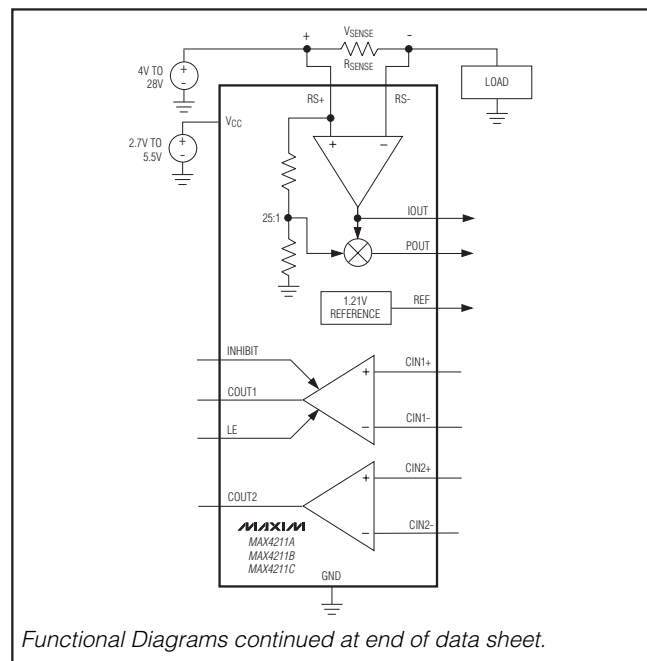 + VSENSE -
RSENSE
4V TO
28V
+
-
LOAD
RS+ RS-
VCC
2.7V TO
5.5V
+
-
+ -
25:1
IOUT
POUT
1.21V
REFERENCE
REF
INHIBIT
COUT1
LE
+
-
CIN1+
CIN1-
COUT2
+
-
CIN2+
CIN2-
MAXIM
MAX4211A
MAX4211B
MAX4211C
GND
Functional Diagrams continued at end of data sheet.